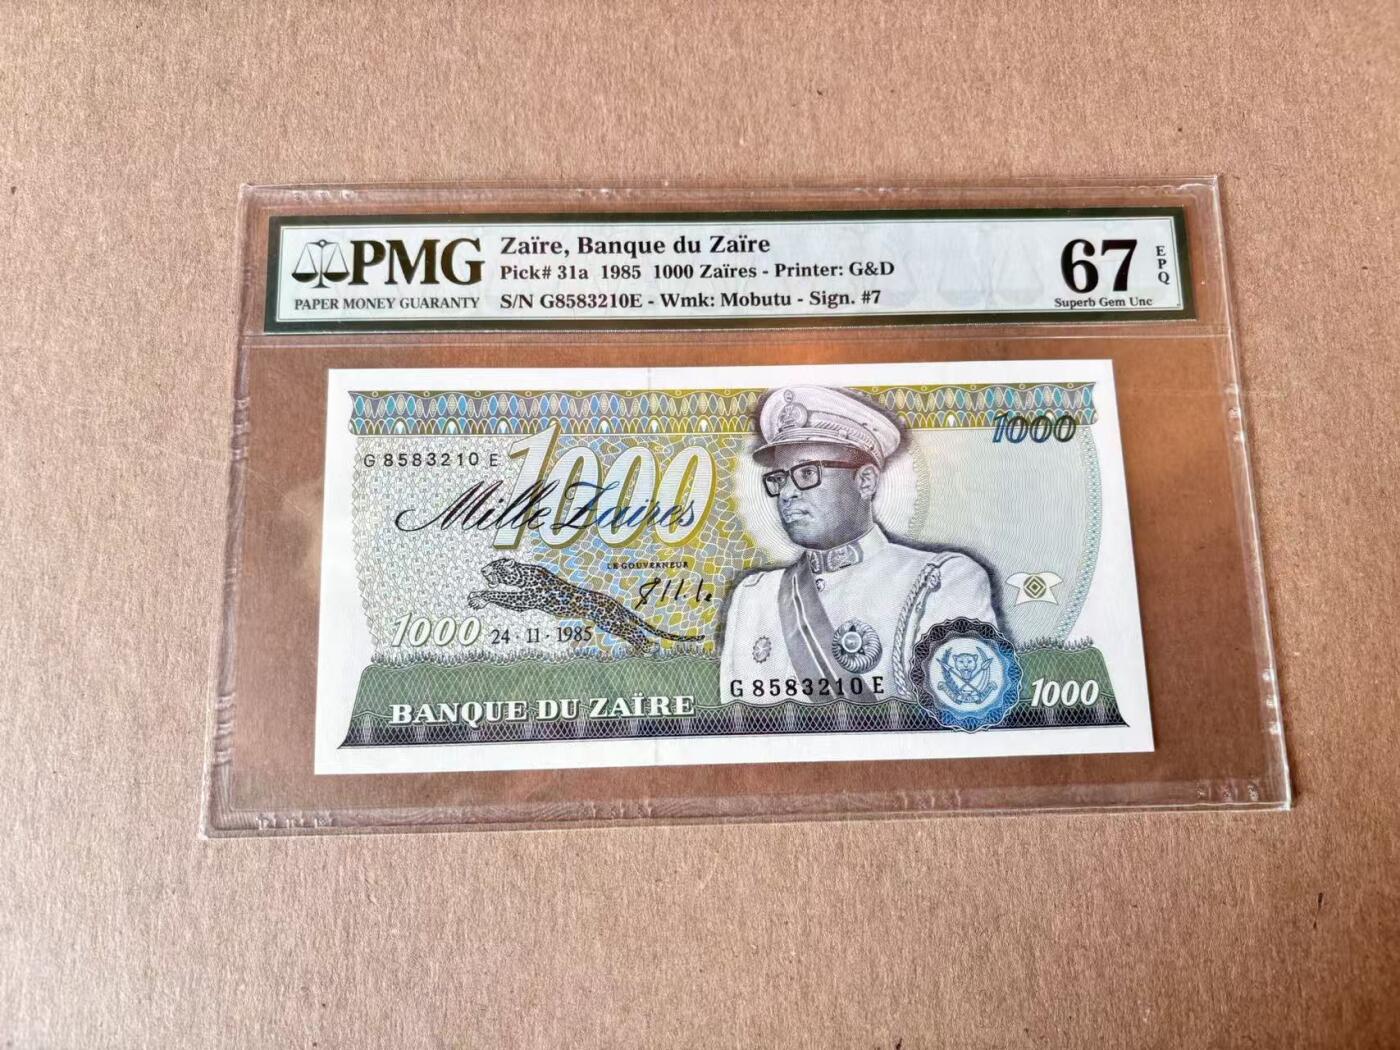 PMG
PAPER MONEY GUARANTY
Zaïre, Banque du Zaïre
Pick# 31a 1985 1000 Zaïres - Printer: G&D
S/N G8583210E - Wmk: Mobutu - Sign. #7
67
EPQ
Superb Gem Unc
1000
G 8583210 E
1000
Mille Zaïres
LE GOUVERNEUR
1000
24 · 11 · 1985
G 8583210 E
BANQUE DU ZAÏRE
1000